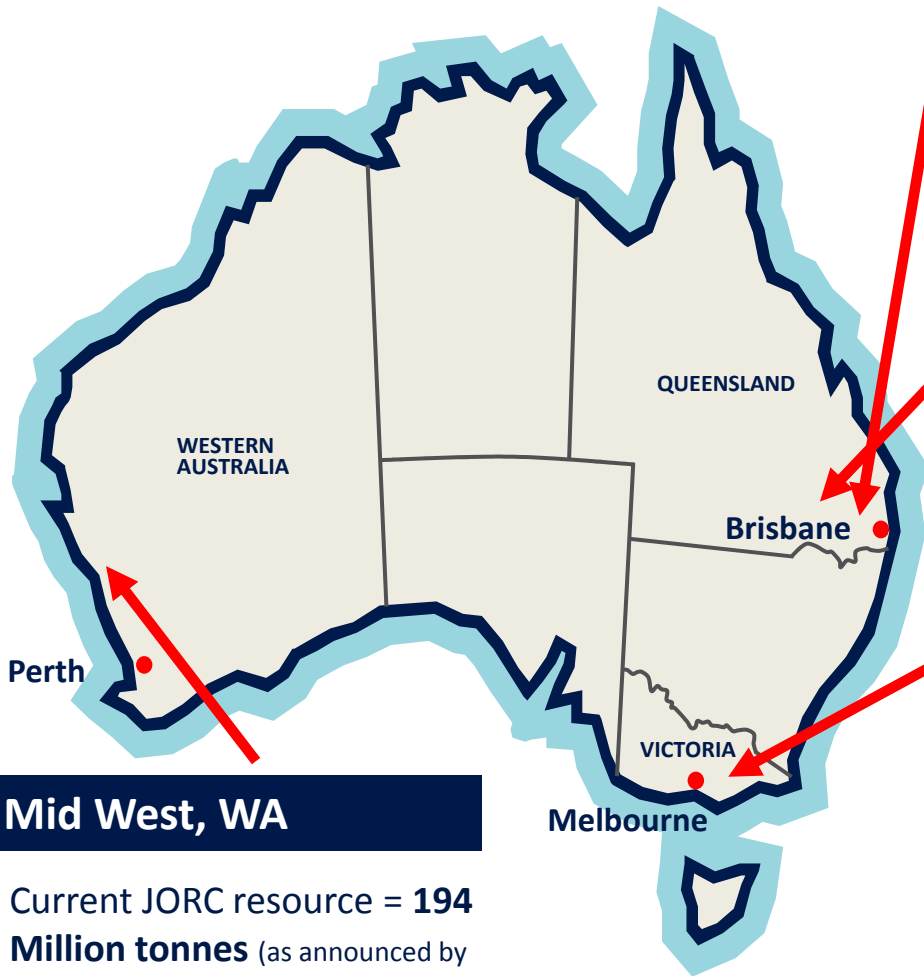 QUEENSLAND
WESTERN
AUSTRALIA
Brisbane
Perth
VICTORIA
Mid West, WA
Melbourne
Current JORC resource = 194
Million tonnes (as announced by